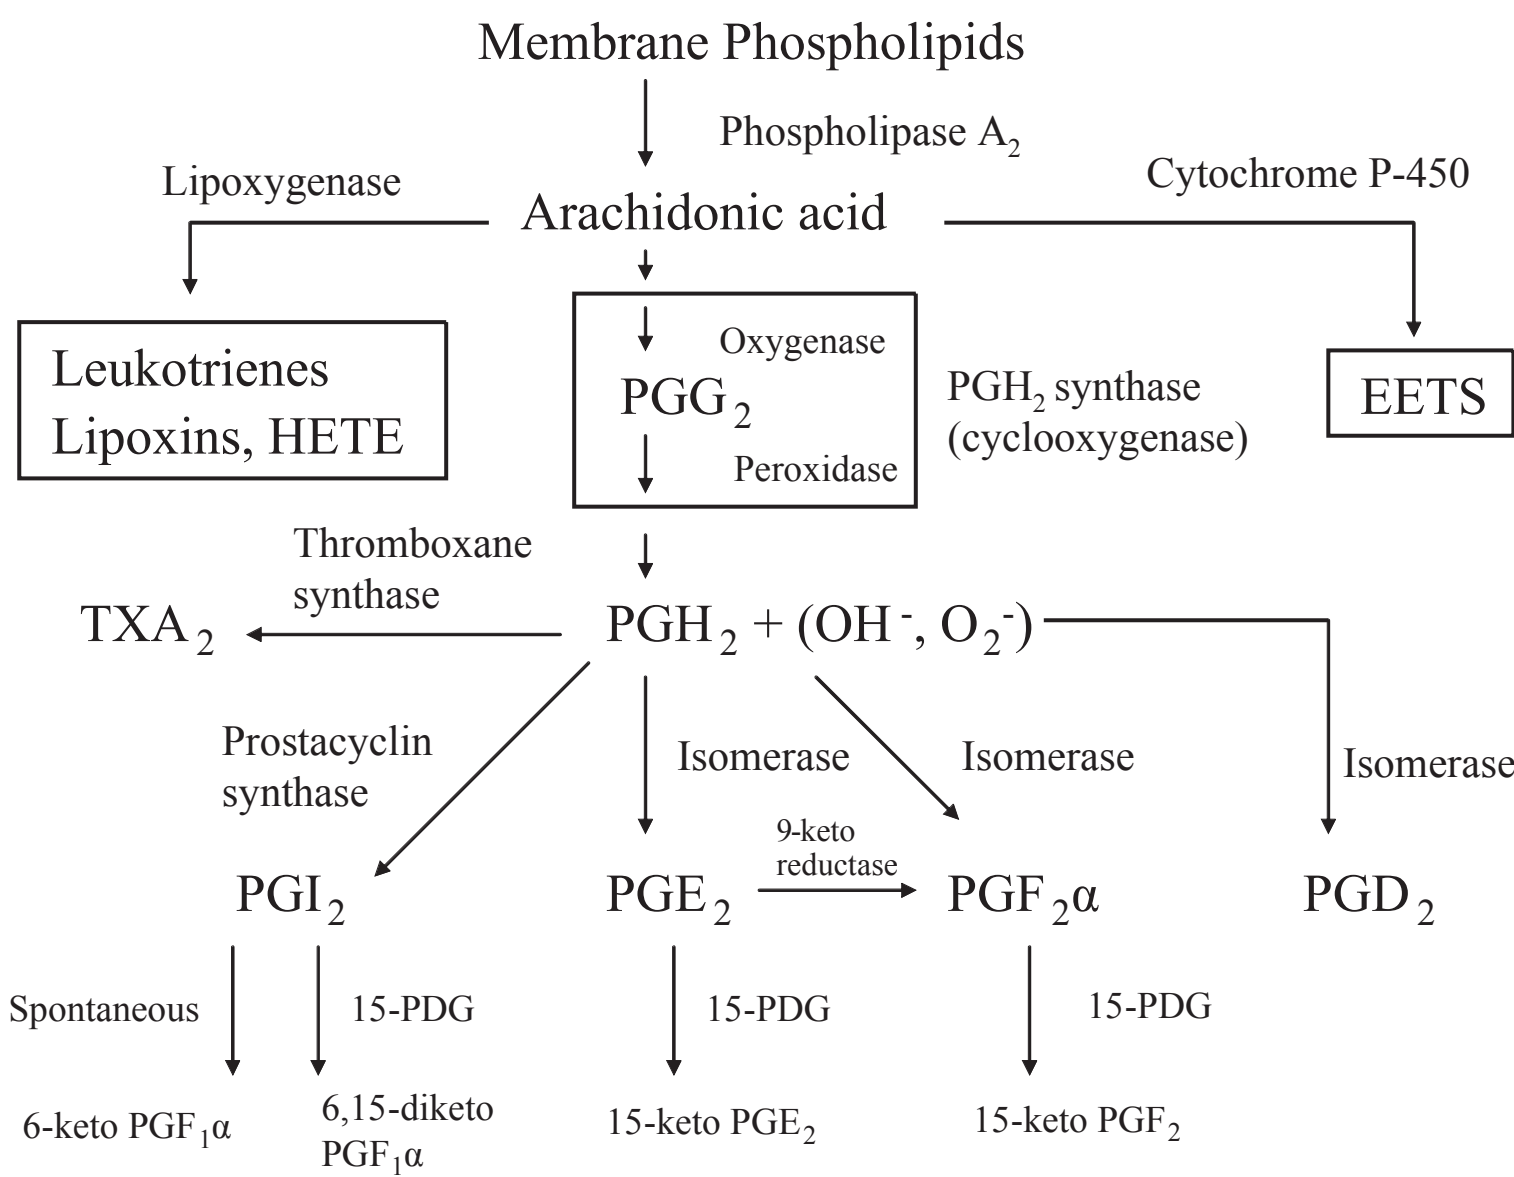 Membrane Phospholipids
Phospholipase A₂
Lipoxygenase
Cytochrome P-450
Arachidonic acid
Leukotrienes
Lipoxins, HETE
Oxygenase
PGG₂
Peroxidase
PGH₂ synthase
(cyclooxygenase)
EETS
Thromboxane
synthase
TXA₂
PGH₂ + (OH⁻, O₂⁻)
Prostacyclin
synthase
Isomerase
Isomerase
Isomerase
9-keto
reductase
PGI₂
PGE₂
PGF₂α
PGD₂
Spontaneous
15-PDG
15-PDG
15-PDG
6-keto PGF₁α
6,15-diketo
PGF₁α
15-keto PGE₂
15-keto PGF₂